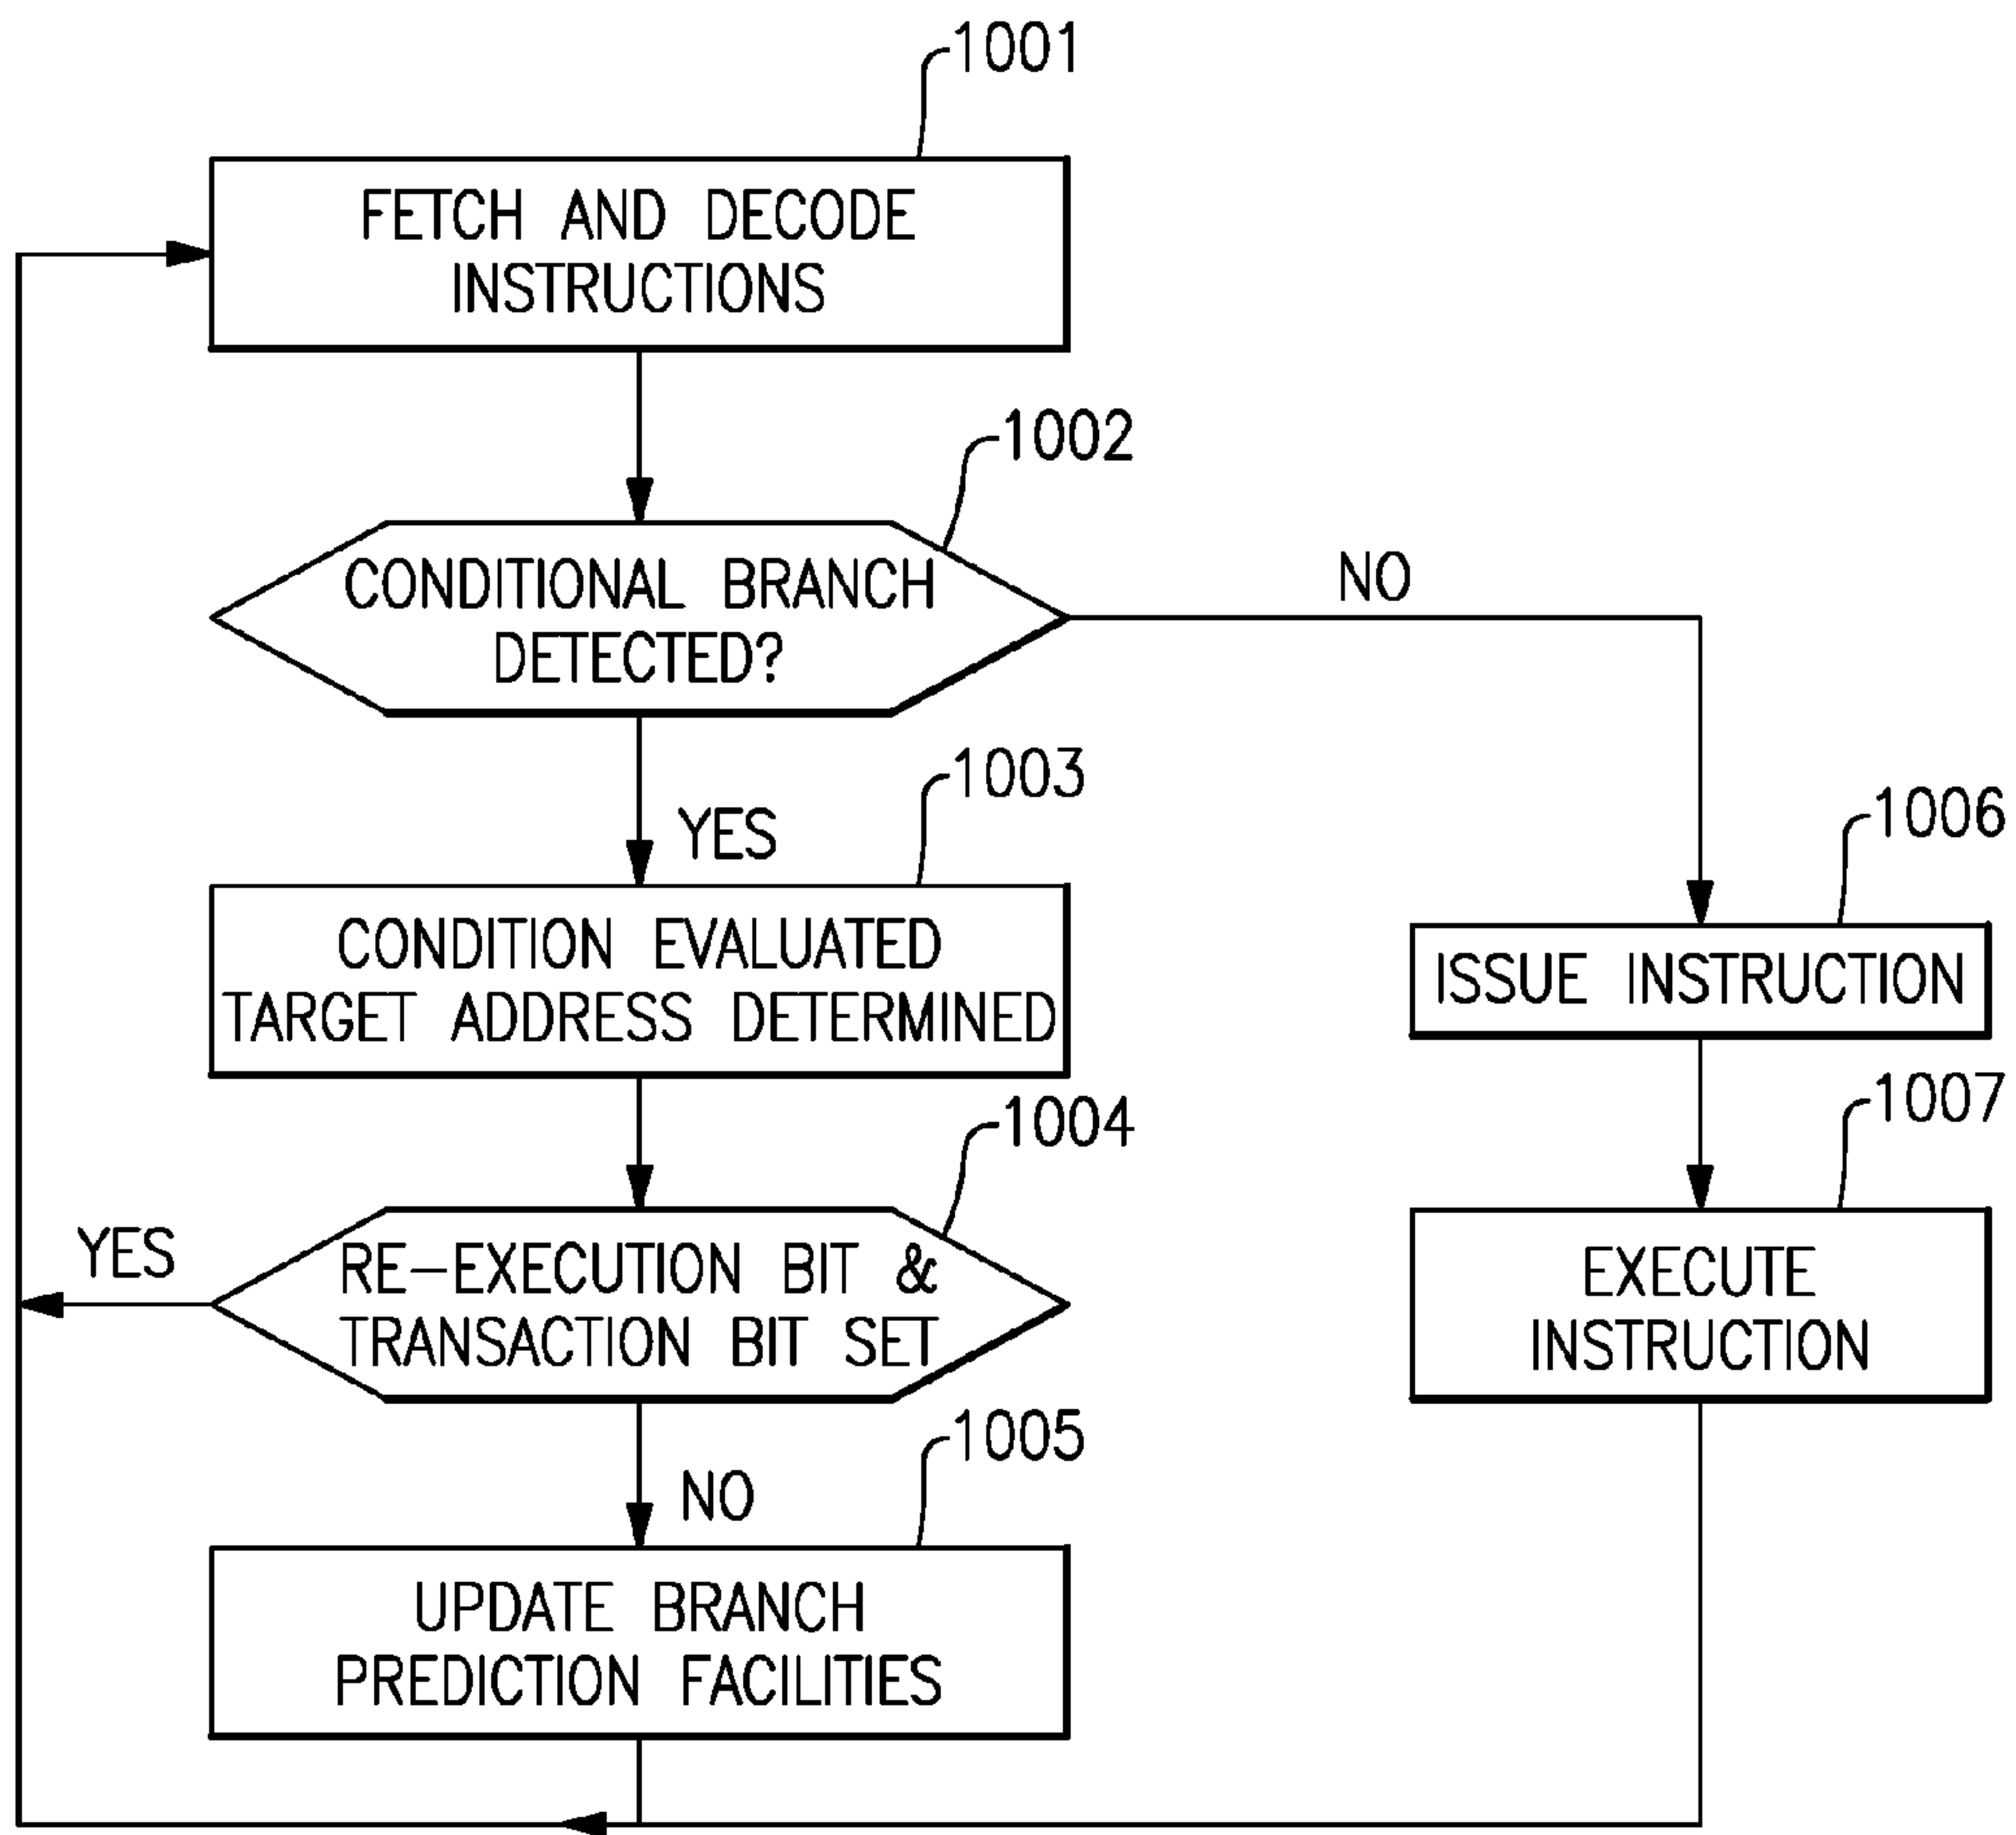 1001
FETCH AND DECODE
INSTRUCTIONS
1002
CONDITIONAL BRANCH
DETECTED?
NO
1003
YES
CONDITION EVALUATED
TARGET ADDRESS DETERMINED
1006
ISSUE INSTRUCTION
1004
YES
RE-EXECUTION BIT &
TRANSACTION BIT SET
1007
EXECUTE
INSTRUCTION
1005
NO
UPDATE BRANCH
PREDICTION FACILITIES